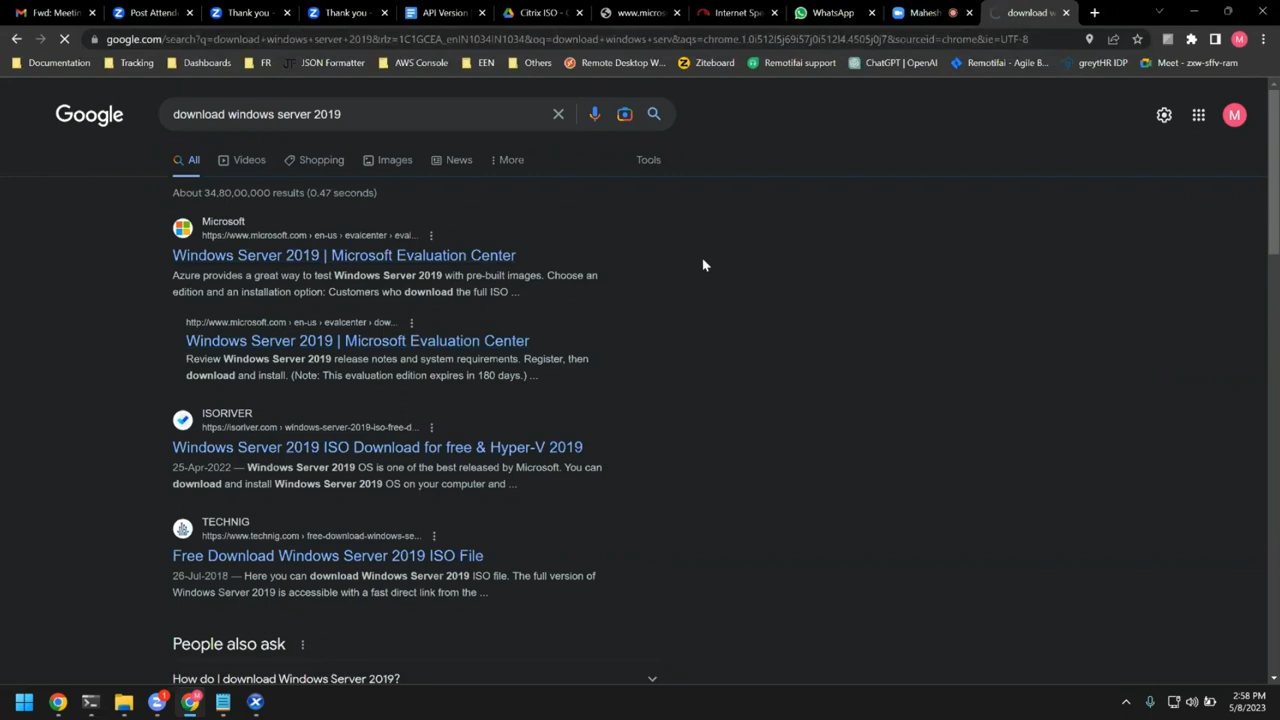 Fwd: Meetin
Post Attende
Thank you -
Thank you -
API Version
Citrix ISO -
www.micros
Internet Spe
WhatsApp
Mahesh
download w
google.com/search?q=download+windows+server+2019&rlz=1C1GCEA_enIN1034IN1034&oq=download+windows+serv&aqs=chrome.1.0i512l5j69i57j0i512l4.4505j0j7&sourceid=chrome&ie=UTF-8
Documentation
Tracking
Dashboards
FR
JSON Formatter
AWS Console
EEN
Others
Remote Desktop W...
Ziteboard
Remotifai support
ChatGPT | OpenAI
Remotifai - Agile B...
greytHR IDP
Meet - zxw-sffv-ram
Google
download windows server 2019
M
All
Videos
Shopping
Images
News
More
Tools
About 34,80,00,000 results (0.47 seconds)
Microsoft
https://www.microsoft.com › en-us › evalcenter › eval...
Windows Server 2019 | Microsoft Evaluation Center
Azure provides a great way to test Windows Server 2019 with pre-built images. Choose an
edition and an installation option: Customers who download the full ISO ...
http://www.microsoft.com › en-us › evalcenter › dow...
Windows Server 2019 | Microsoft Evaluation Center
Review Windows Server 2019 release notes and system requirements. Register, then
download and install. (Note: This evaluation edition expires in 180 days.) ...
ISORIVER
https://isoriver.com › windows-server-2019-iso-free-d...
Windows Server 2019 ISO Download for free & Hyper-V 2019
25-Apr-2022 — Windows Server 2019 OS is one of the best released by Microsoft. You can
download and install Windows Server 2019 OS on your computer and ...
TECHNIG
https://www.technig.com › free-download-windows-se...
Free Download Windows Server 2019 ISO File
26-Jul-2018 — Here you can download Windows Server 2019 ISO file. The full version of
Windows Server 2019 is accessible with a fast direct link from the ...
People also ask
How do I download Windows Server 2019?
2:58 PM
5/8/2023